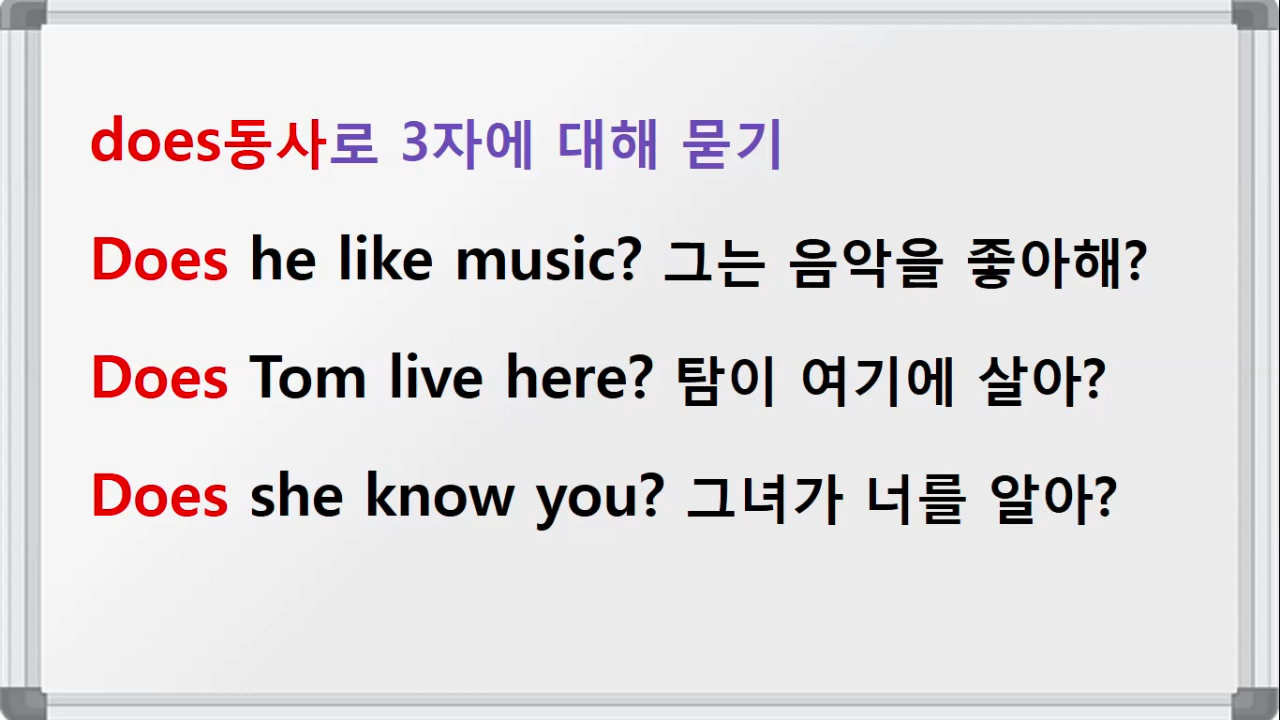 does동사로 3자에 대해 묻기
Does he like music? 그는 음악을 좋아해?
Does Tom live here? 탐이 여기에 살아?
Does she know you? 그녀가 너를 알아?